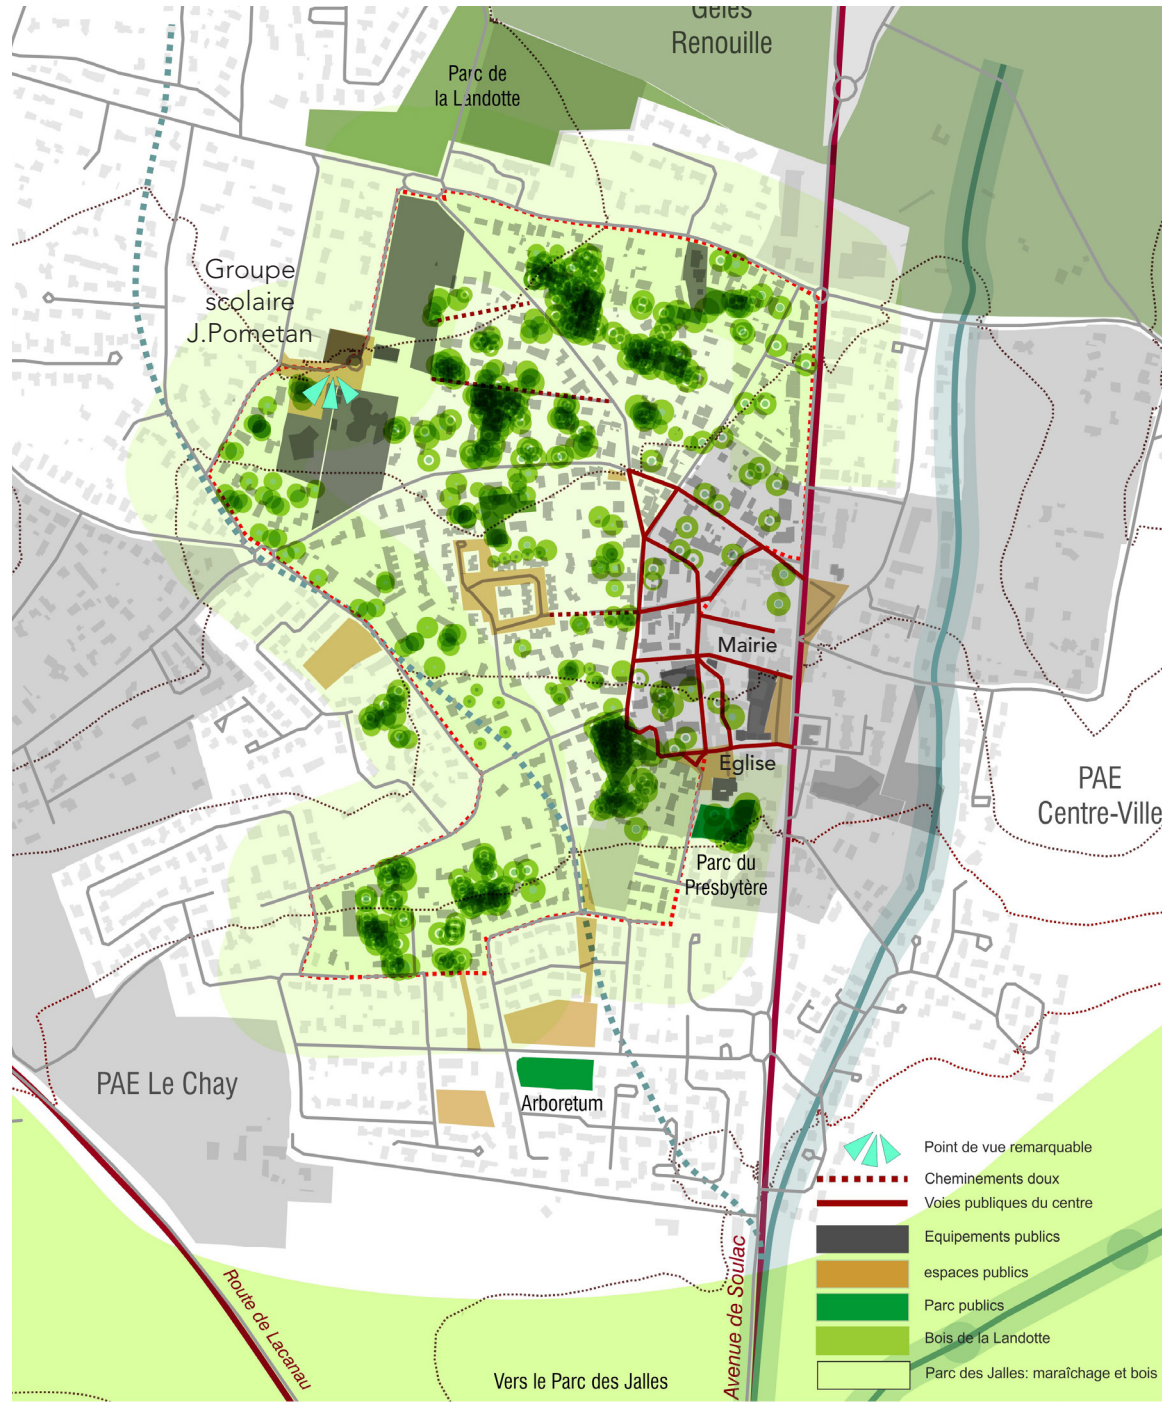 Geles
Renouille
Parc de
la Landotte
Groupe
scolaire
J.Pometan
Mairie
Eglise
PAE
Centre-Ville
Parc du
Presbytère
PAE Le Chay
Arboretum
Point de vue remarquable
Cheminements doux
Voies publiques du centre
Equipements publics
espaces publics
Parc publics
Bois de la Landotte
Parc des Jalles: maraîchage et bois
Route de Lacanau
Avenue de Soulac
Vers le Parc des Jalles